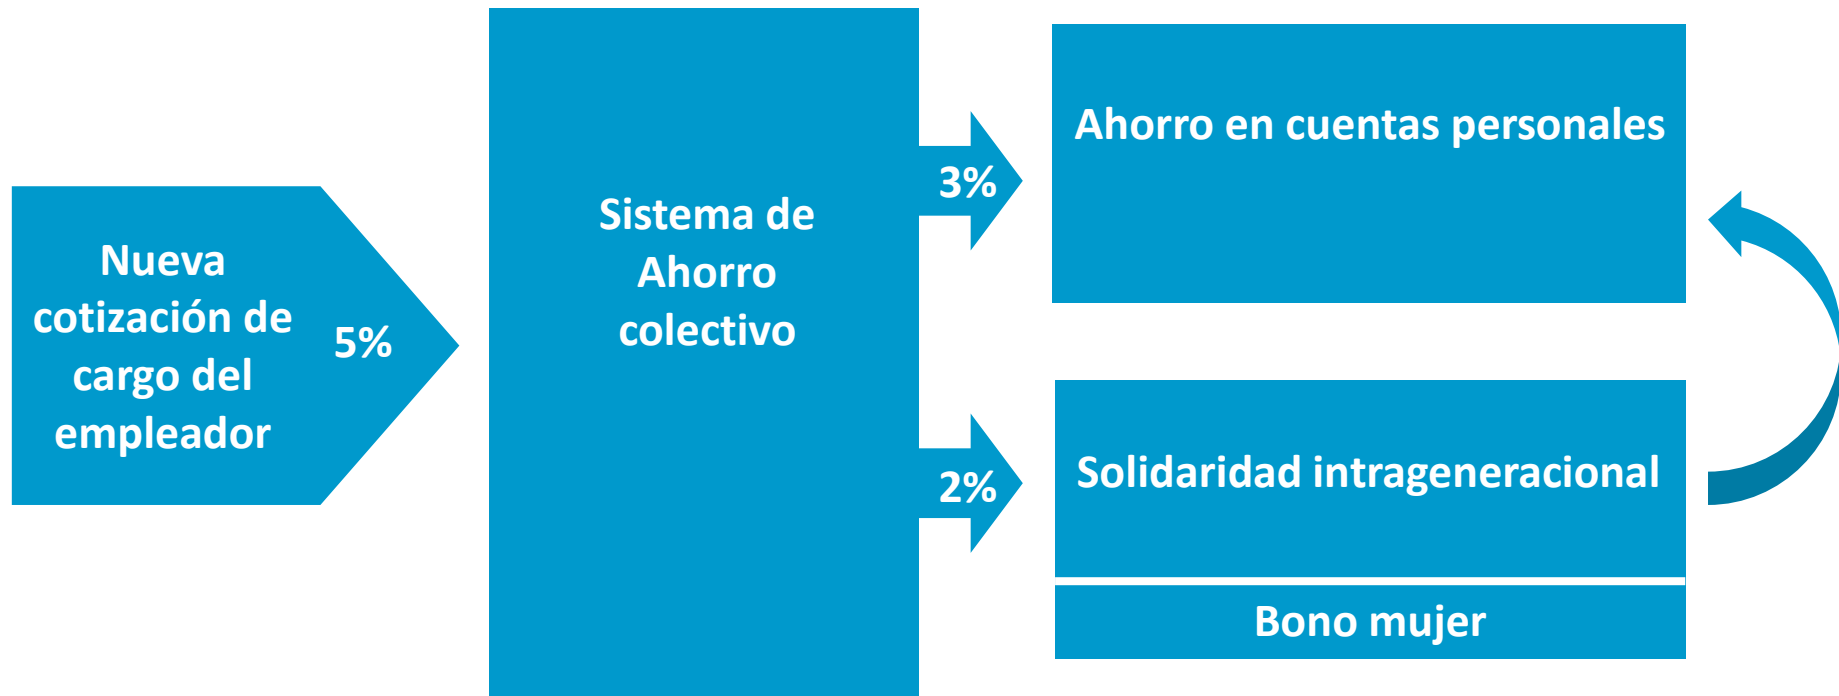 Nueva
cotización de
cargo del
empleador
5%
Sistema de
Ahorro
colectivo
3%
2%
Ahorro en cuentas personales
Solidaridad intrageneracional
Bono mujer